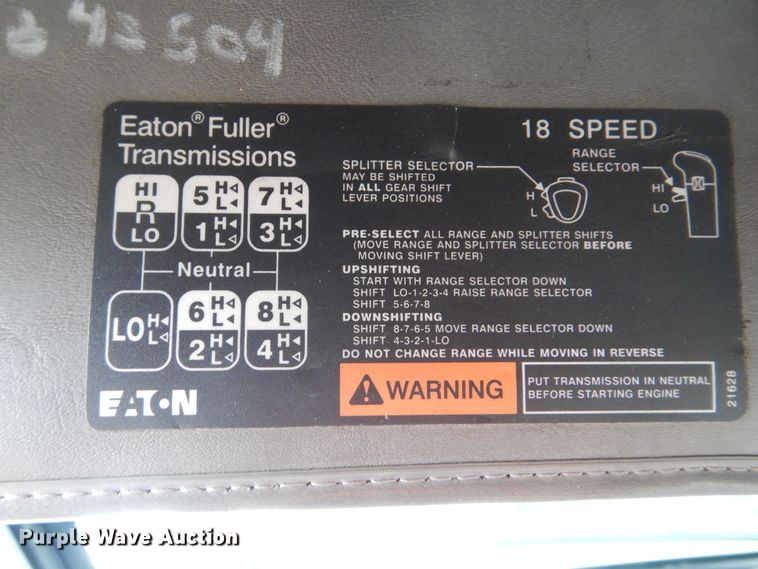 43504
Eaton® Fuller®
Transmissions
18 SPEED
HI
R
LO
5 H L
1 H L
7 H L
3 H L
Neutral
LO H L
6 H L
2 H L
8 H L
4 H L
EATON
SPLITTER SELECTOR
MAY BE SHIFTED
IN ALL GEAR SHIFT
LEVER POSITIONS
H
L
RANGE
SELECTOR
HI
LO
PRE-SELECT ALL RANGE AND SPLITTER SHIFTS
(MOVE RANGE AND SPLITTER SELECTOR BEFORE
MOVING SHIFT LEVER)
UPSHIFTING
START WITH RANGE SELECTOR DOWN
SHIFT LO-1-2-3-4 RAISE RANGE SELECTOR
SHIFT 5-6-7-8
DOWNSHIFTING
SHIFT 8-7-6-5 MOVE RANGE SELECTOR DOWN
SHIFT 4-3-2-1-LO
DO NOT CHANGE RANGE WHILE MOVING IN REVERSE
WARNING
PUT TRANSMISSION IN NEUTRAL
BEFORE STARTING ENGINE
21628
Purple Wave Auction